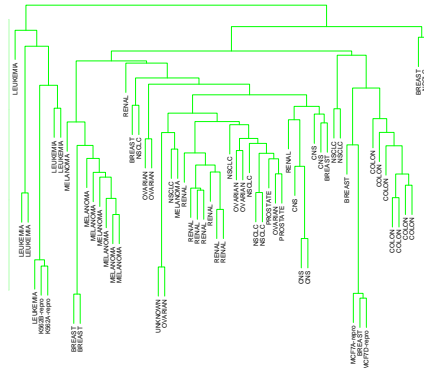 LEUKEMIA
LEUKEMIA
LEUKEMIA
LEUKEMIA
K562B-repro
K562A-repro
LEUKEMIA
LEUKEMIA
MELANOMA
BREAST
BREAST
MELANOMA
MELANOMA
MELANOMA
MELANOMA
MELANOMA
MELANOMA
RENAL
BREAST
NSCLC
OVARIAN
OVARIAN
UNKNOWN
OVARIAN
NSCLC
MELANOMA
RENAL
RENAL
RENAL
RENAL
RENAL
RENAL
RENAL
NSCLC
OVARIAN
OVARIAN
NSCLC
NSCLC
NSCLC
PROSTATE
OVARIAN
PROSTATE
RENAL
CNS
CNS
CNS
CNS
CNS
BREAST
NSCLC
NSCLC
BREAST
MCF7A-repro
BREAST
MCF7D-repro
COLON
COLON
COLON
COLON
COLON
COLON
COLON
BREAST